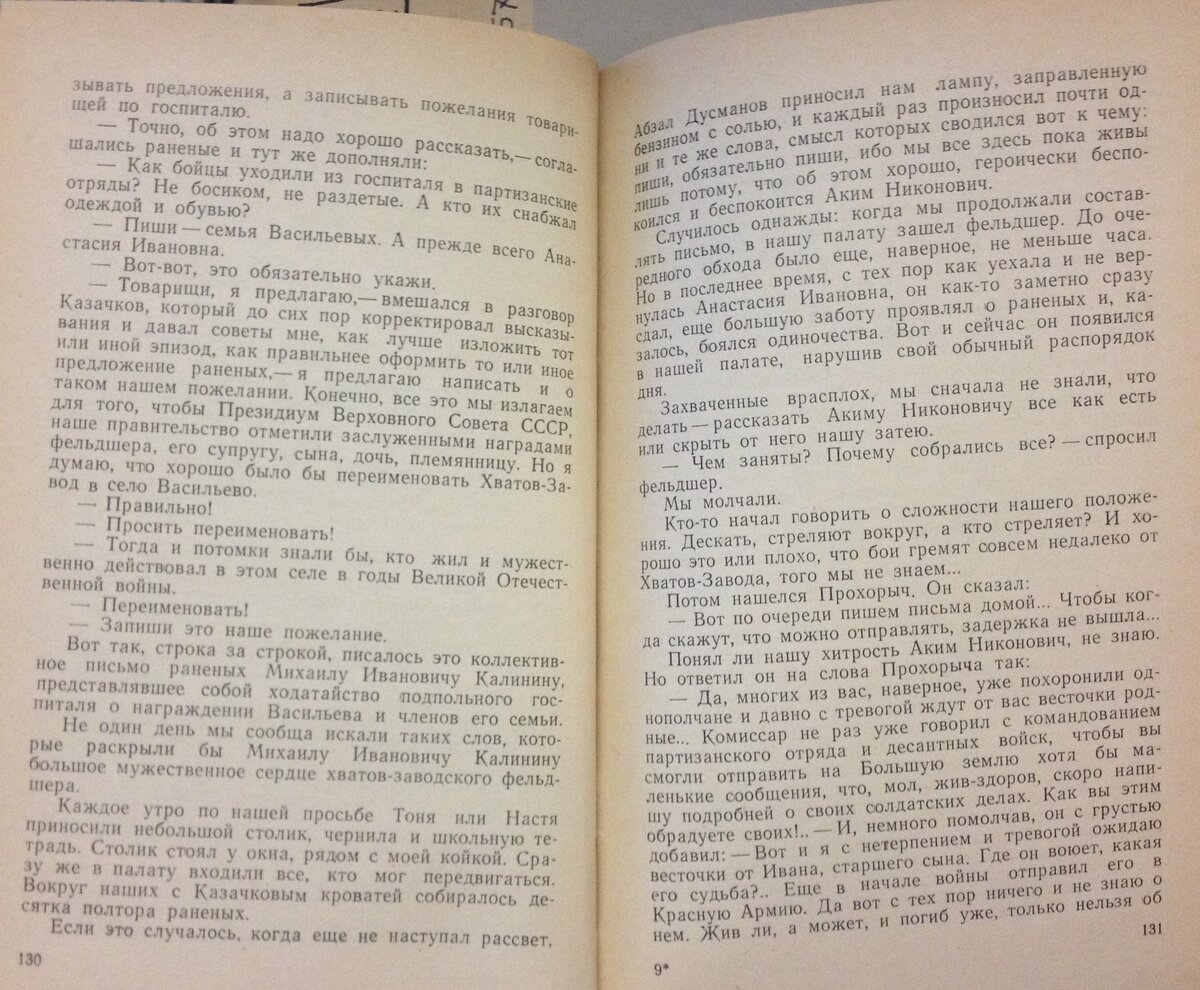 зывать предложения, а записывать пожелания товари-
щей по госпиталю.
— Точно, об этом надо хорошо рассказать,— согла-
шались раненые и тут же дополняли:
— Как бойцы уходили из госпиталя в партизанские
отряды? Не босиком, не раздетые. А кто их снабжал
одеждой и обувью?
— Пиши — семья Васильевых. А прежде всего Ана-
стасия Ивановна.
— Вот-вот, это обязательно укажи.
— Товарищи, я предлагаю,— вмешался в разговор
Казачков, который до сих пор корректировал высказы-
вания и давал советы мне, как лучше изложить тот
или иной эпизод, как правильнее оформить то или иное
предложение раненых,— я предлагаю написать и о
таком нашем пожелании. Конечно, все это мы излагаем
для того, чтобы Президиум Верховного Совета СССР,
наше правительство отметили заслуженными наградами
фельдшера, его супругу, сына, дочь, племянницу. Но я
думаю, что хорошо было бы переименовать Хватов-За-
вод в село Васильево.
— Правильно!
— Просить переименовать!
— Тогда и потомки знали бы, кто жил и мужест-
венно действовал в этом селе в годы Великой Отечест-
венной войны.
— Переименовать!
— Запиши это наше пожелание.
Вот так, строка за строкой, писалось это коллектив-
ное письмо раненых Михаилу Ивановичу Калинину,
представлявшее собой ходатайство подпольного гос-
питаля о награждении Васильева и членов его семьи.
Не один день мы сообща искали таких слов, кото-
рые раскрыли бы Михаилу Ивановичу Калинину
большое мужественное сердце хватов-заводского фельд-
шера.
Каждое утро по нашей просьбе Тоня или Настя
приносили небольшой столик, чернила и школьную те-
традь. Столик стоял у окна, рядом с моей койкой. Сра-
зу же в палату входили все, кто мог передвигаться.
Вокруг наших с Казачковым кроватей собиралось де-
сятка полтора раненых.
Если это случалось, когда еще не наступал рассвет,
130
Абзал Дусманов приносил нам лампу, заправленную
бензином с солью, и каждый раз произносил почти од-
ни и те же слова, смысл которых сводился вот к чему:
пиши, обязательно пиши, ибо мы все здесь пока живы
лишь потому, что об этом хорошо, героически беспо-
коился и беспокоится Аким Никонович.
Случилось однажды: когда мы продолжали состав-
лять письмо, в нашу палату зашел фельдшер. До оче-
редного обхода было еще, наверное, не меньше часа.
Но в последнее время, с тех пор как уехала и не вер-
нулась Анастасия Ивановна, он как-то заметно сразу
сдал, еще большую заботу проявлял о раненых и, ка-
залось, боялся одиночества. Вот и сейчас он появился
в нашей палате, нарушив свой обычный распорядок
дня.
Захваченные врасплох, мы сначала не знали, что
делать — рассказать Акиму Никоновичу все как есть
или скрыть от него нашу затею.
— Чем заняты? Почему собрались все? — спросил
фельдшер.
Мы молчали.
Кто-то начал говорить о сложности нашего положе-
ния. Дескать, стреляют вокруг, а кто стреляет? И хо-
рошо это или плохо, что бои гремят совсем недалеко от
Хватов-Завода, того мы не знаем...
Потом нашелся Прохорыч. Он сказал:
— Вот по очереди пишем письма домой... Чтобы ког-
да скажут, что можно отправлять, задержка не вышла...
Понял ли нашу хитрость Аким Никонович, не знаю.
Но ответил он на слова Прохорыча так:
— Да, многих из вас, наверное, уже похоронили од-
нополчане и давно с тревогой ждут от вас весточки род-
ные... Комиссар не раз уже говорил с командованием
партизанского отряда и десантных войск, чтобы вы
смогли отправить на Большую землю хотя бы ма-
ленькие сообщения, что, мол, жив-здоров, скоро напи-
шу подробней о своих солдатских делах. Как вы этим
обрадуете своих!.. — И, немного помолчав, он с грустью
добавил: — Вот и я с нетерпением и тревогой ожидаю
весточки от Ивана, старшего сына. Где он воюет, какая
его судьба?.. Еще в начале войны отправил его в
Красную Армию. Да вот с тех пор ничего и не знаю о
нем. Жив ли, а может, и погиб уже, только нельзя об
9*
131